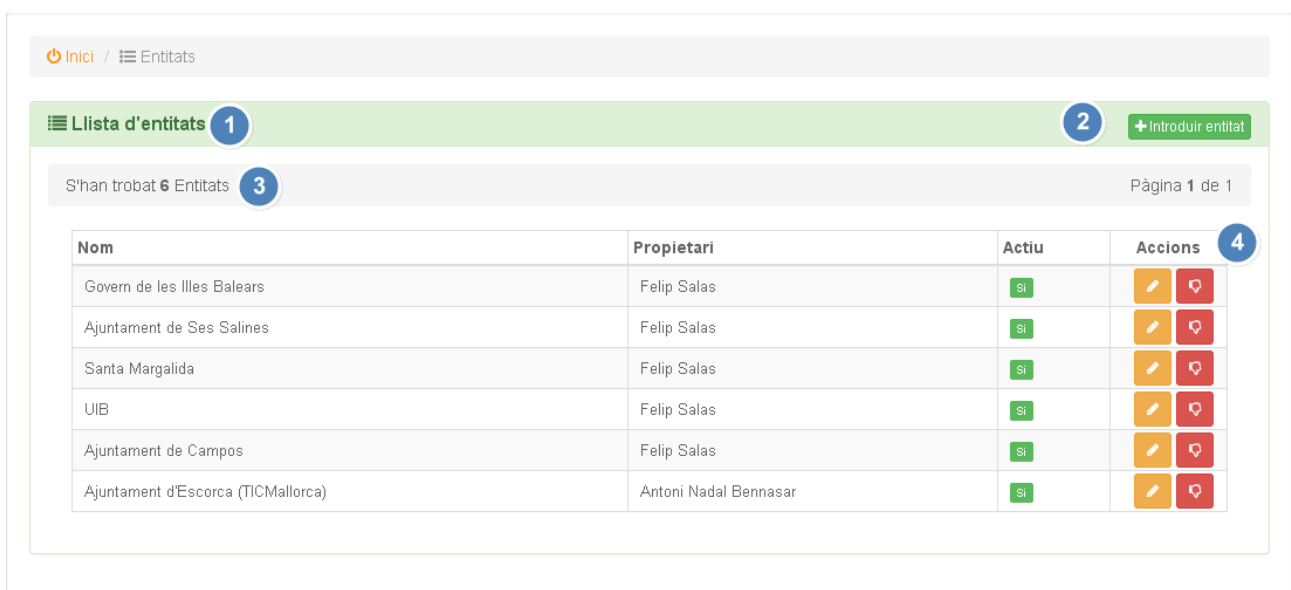 Inici / Entitats
Llista d'entitats 1 2 Introduir entitat
S'han trobat 6 Entitats 3 Pàgina 1 de 1
Nom Propietari Actiu Accions 4
Govern de les Illes Balears Felip Salas Si
Ajuntament de Ses Salines Felip Salas Si
Santa Margalida Felip Salas Si
UIB Felip Salas Si
Ajuntament de Campos Felip Salas Si
Ajuntament d'Escorca (TICMallorca) Antoni Nadal Bennasar Si